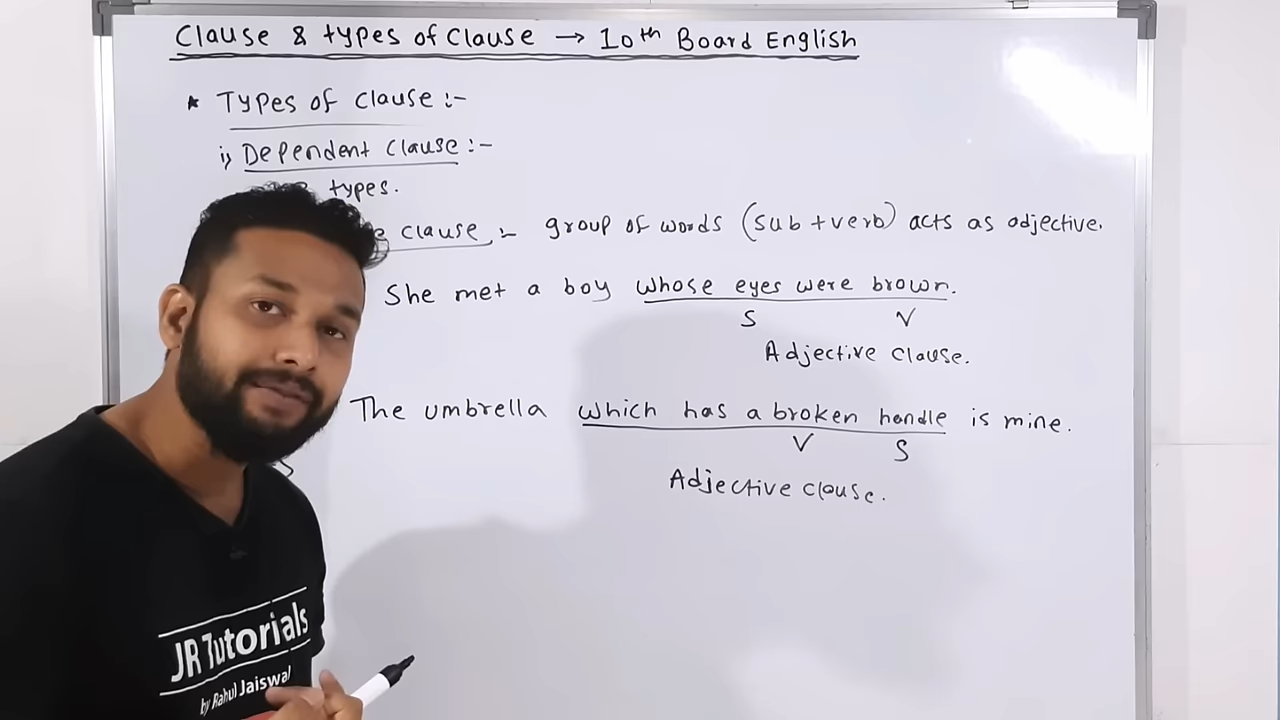 Clause & types of Clause → 10th Board English
* Types of clause :-
i) Dependent clause :-
types.
clause :- group of words (sub + verb) acts as adjective.
She met a boy whose eyes were brown.
S V
Adjective clause.
The umbrella which has a broken handle is mine.
V S
Adjective clause.
JR Tutorials
by Rahul Jaiswal